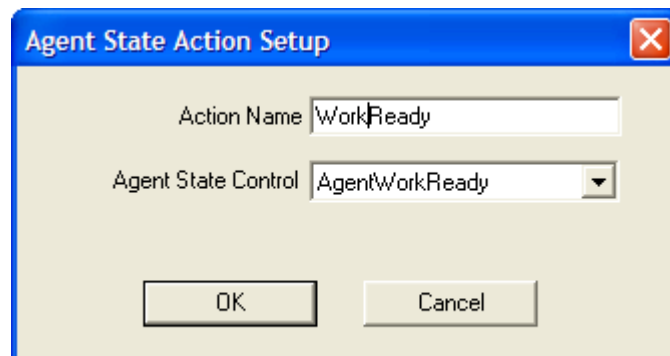 Agent State Action Setup
Action Name WorkReady
Agent State Control AgentWorkReady
OK Cancel